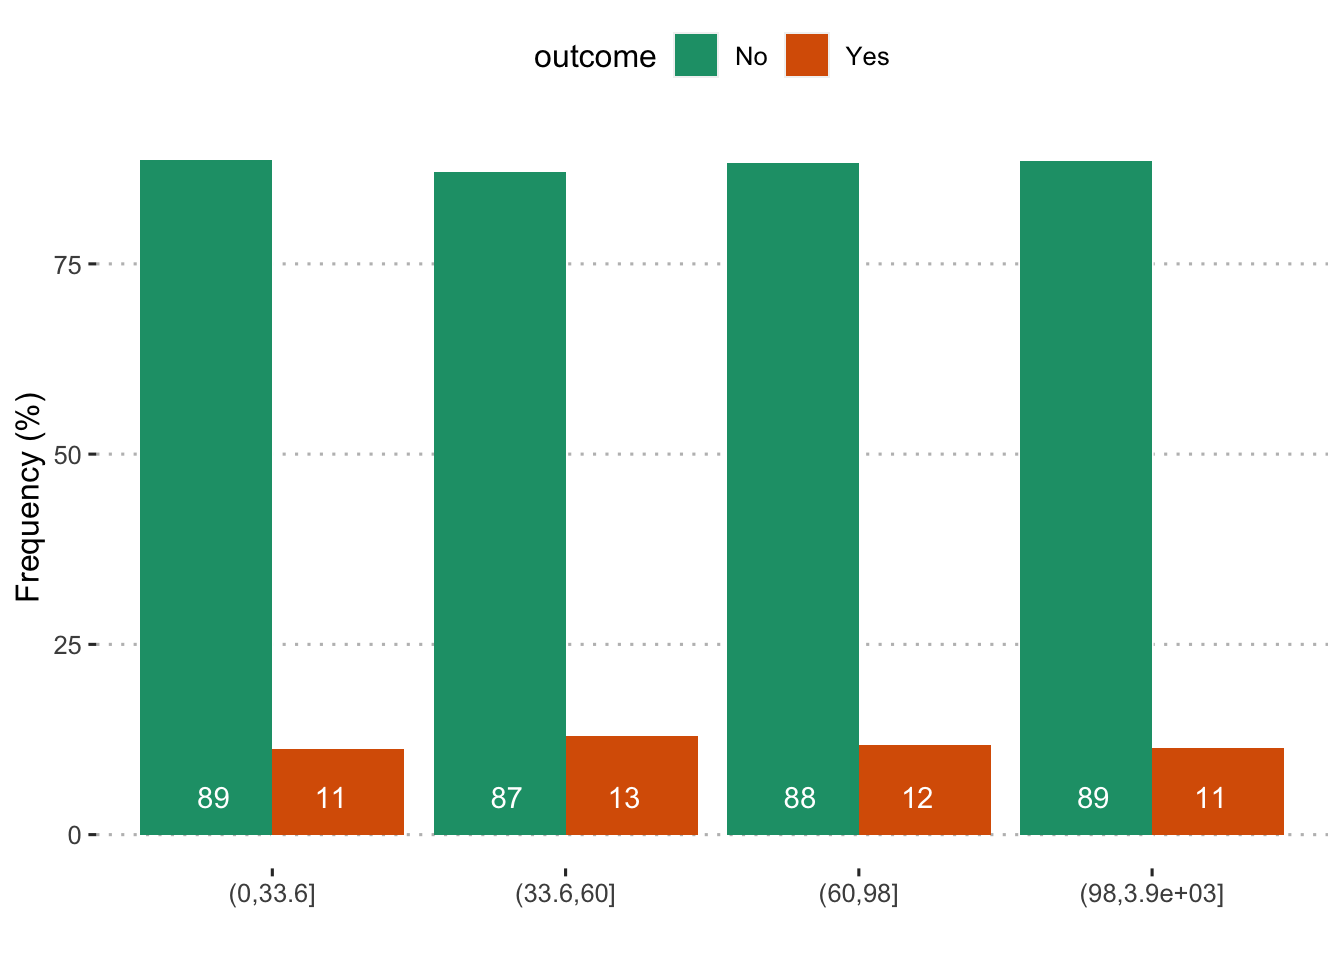 outcome No Yes
Frequency (%)
75
50
25
0
89 11 87 13 88 12 89 11
(0,33.6] (33.6,60] (60,98] (98,3.9e+03]